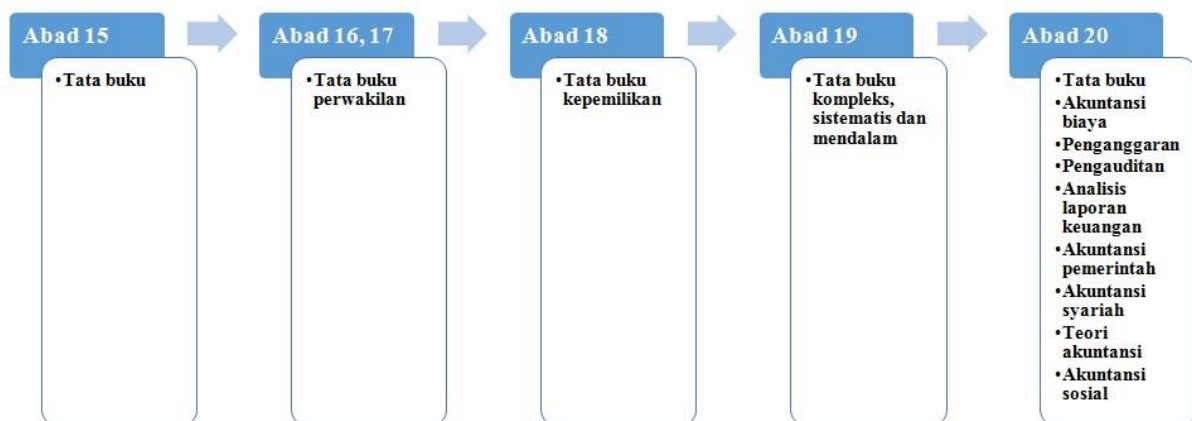 Abad 15
•Tata buku
Abad 16, 17
•Tata buku
perwakilan
Abad 18
•Tata buku
kepemilikan
Abad 19
•Tata buku
kompleks,
sistematis dan
mendalam
Abad 20
•Tata buku
•Akuntansi
biaya
•Penganggaran
•Pengauditan
•Analisis
laporan
keuangan
•Akuntansi
pemerintah
•Akuntansi
syariah
•Teori
akuntansi
•Akuntansi
sosial